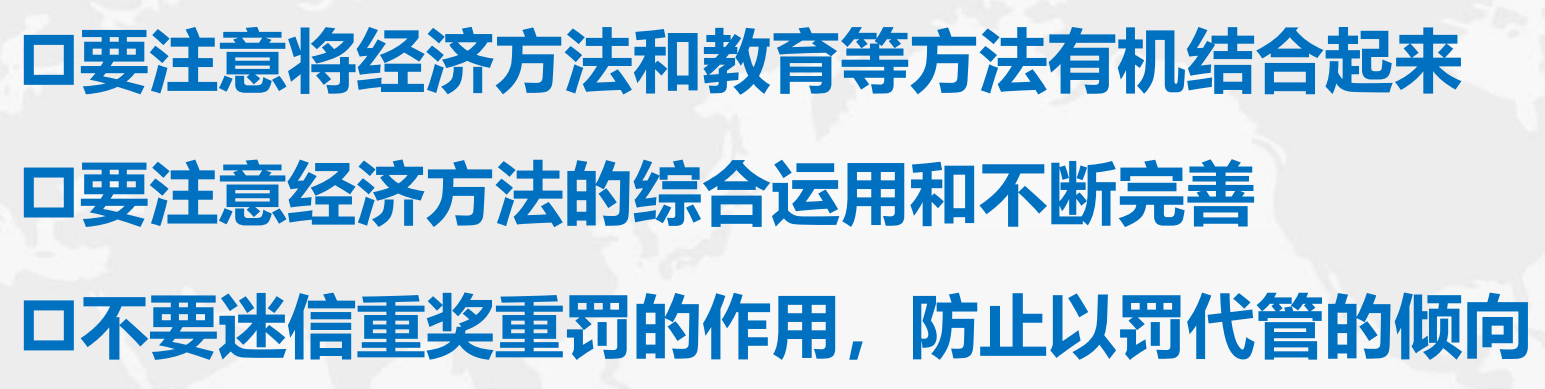 口要注意将经济方法和教育等方法有机结合起来
口要注意经济方法的综合运用和不断完善
口不要迷信重奖重罚的作用，防止以罚代管的倾向